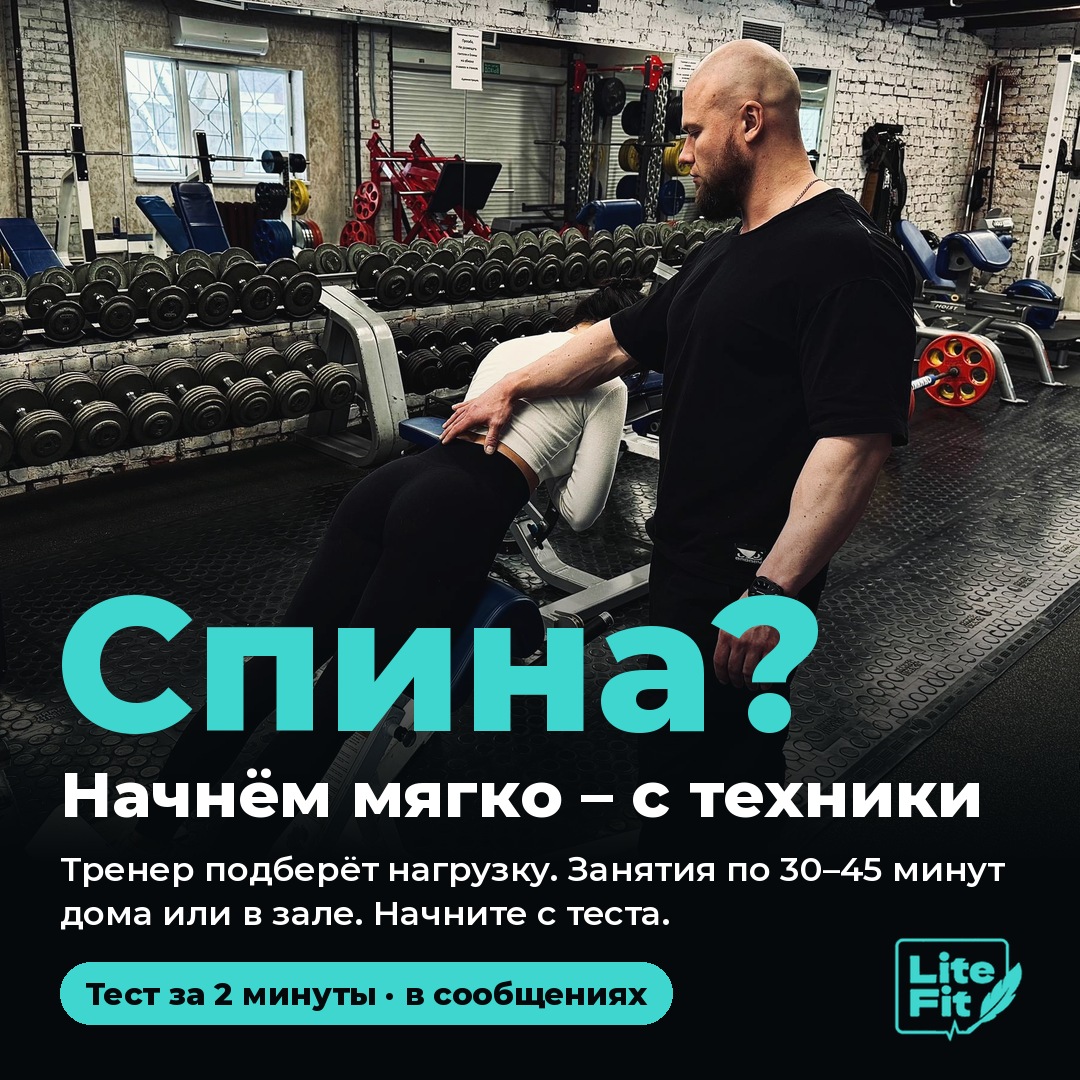 Спина?
Начнём мягко – с техники
Тренер подберёт нагрузку. Занятия по 30–45 минут
дома или в зале. Начните с теста.
Тест за 2 минуты · в сообщениях
Lite
Fit